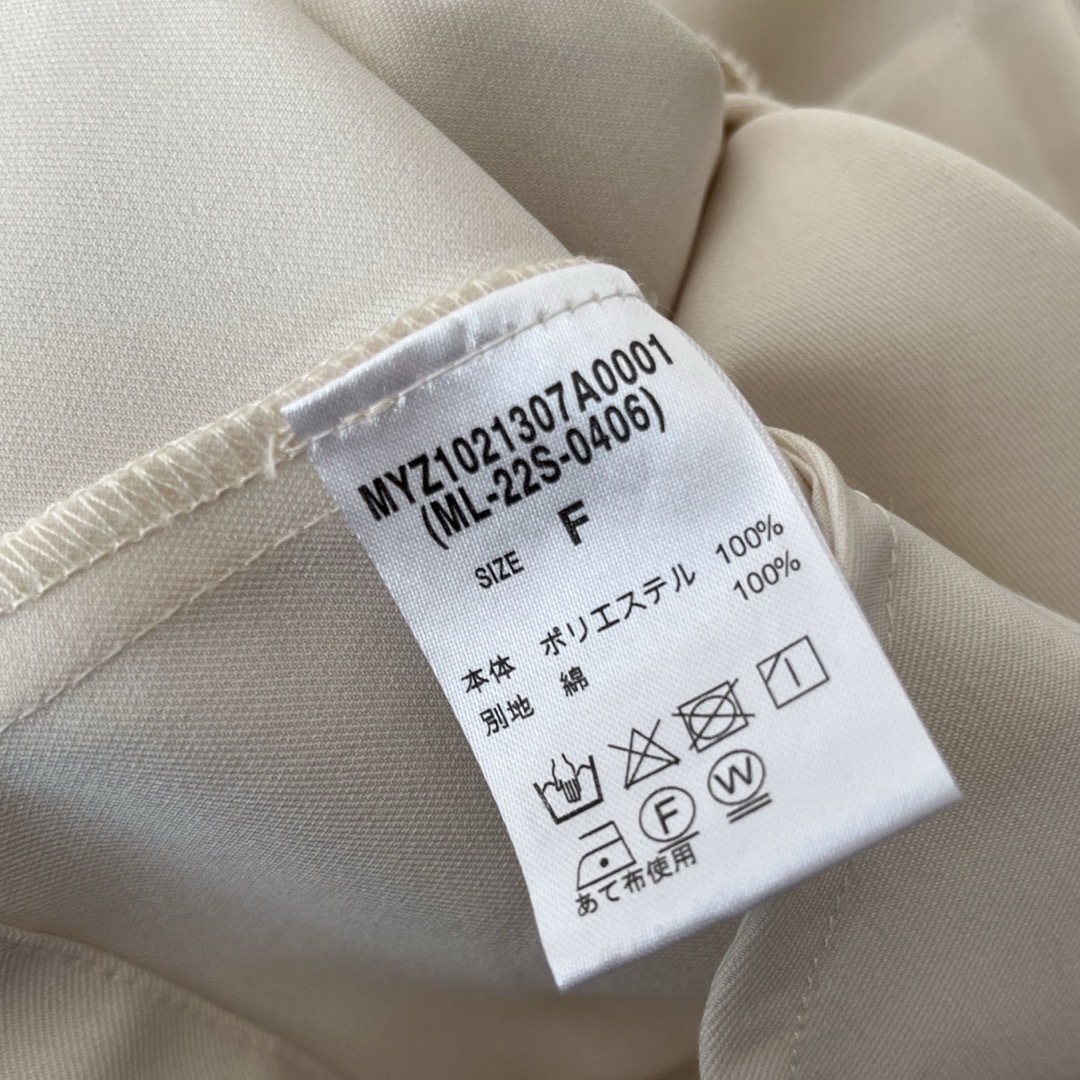 MYZ1021307A0001
(ML-22S-0406)
SIZE F
本体 ポリエステル 100%
別地 綿 100%
F W
あて布使用